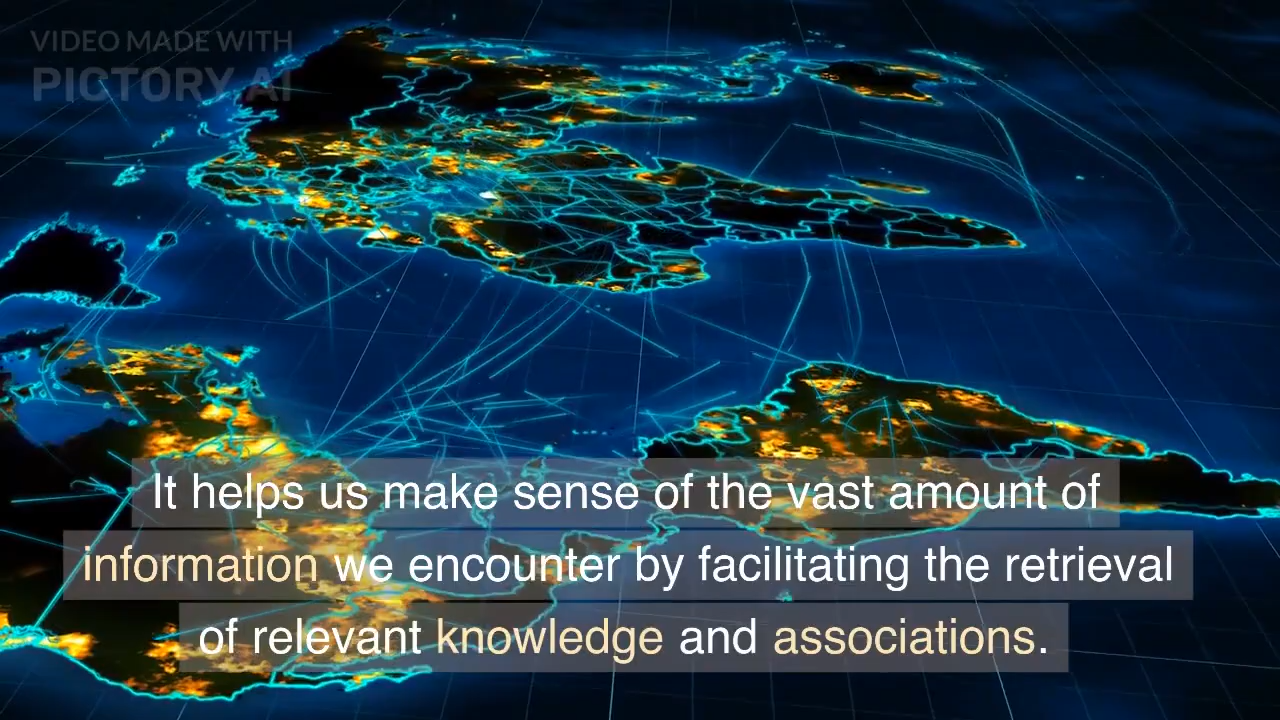 VIDEO MADE WITH
PICTORY AI
It helps us make sense of the vast amount of
information we encounter by facilitating the retrieval
of relevant knowledge and associations.